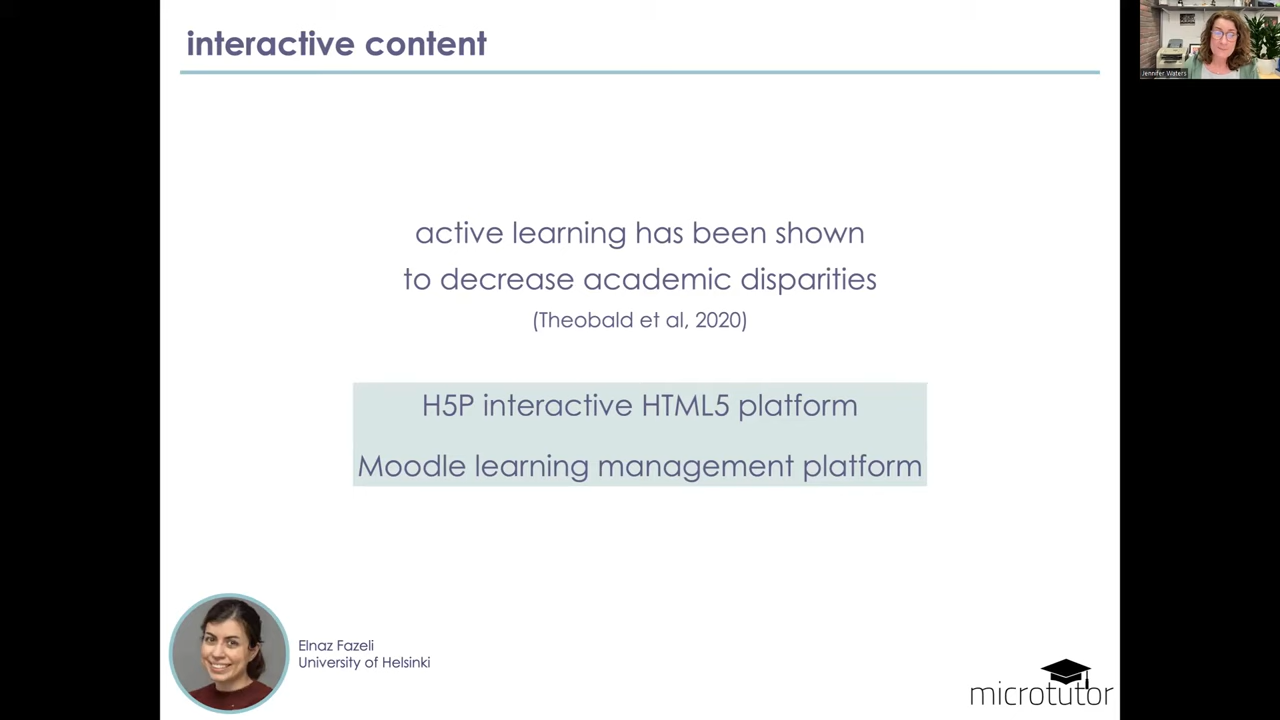 interactive content
Jennifer Waters
active learning has been shown
to decrease academic disparities
(Theobald et al, 2020)
H5P interactive HTML5 platform
Moodle learning management platform
Elnaz Fazeli
University of Helsinki
microtutor